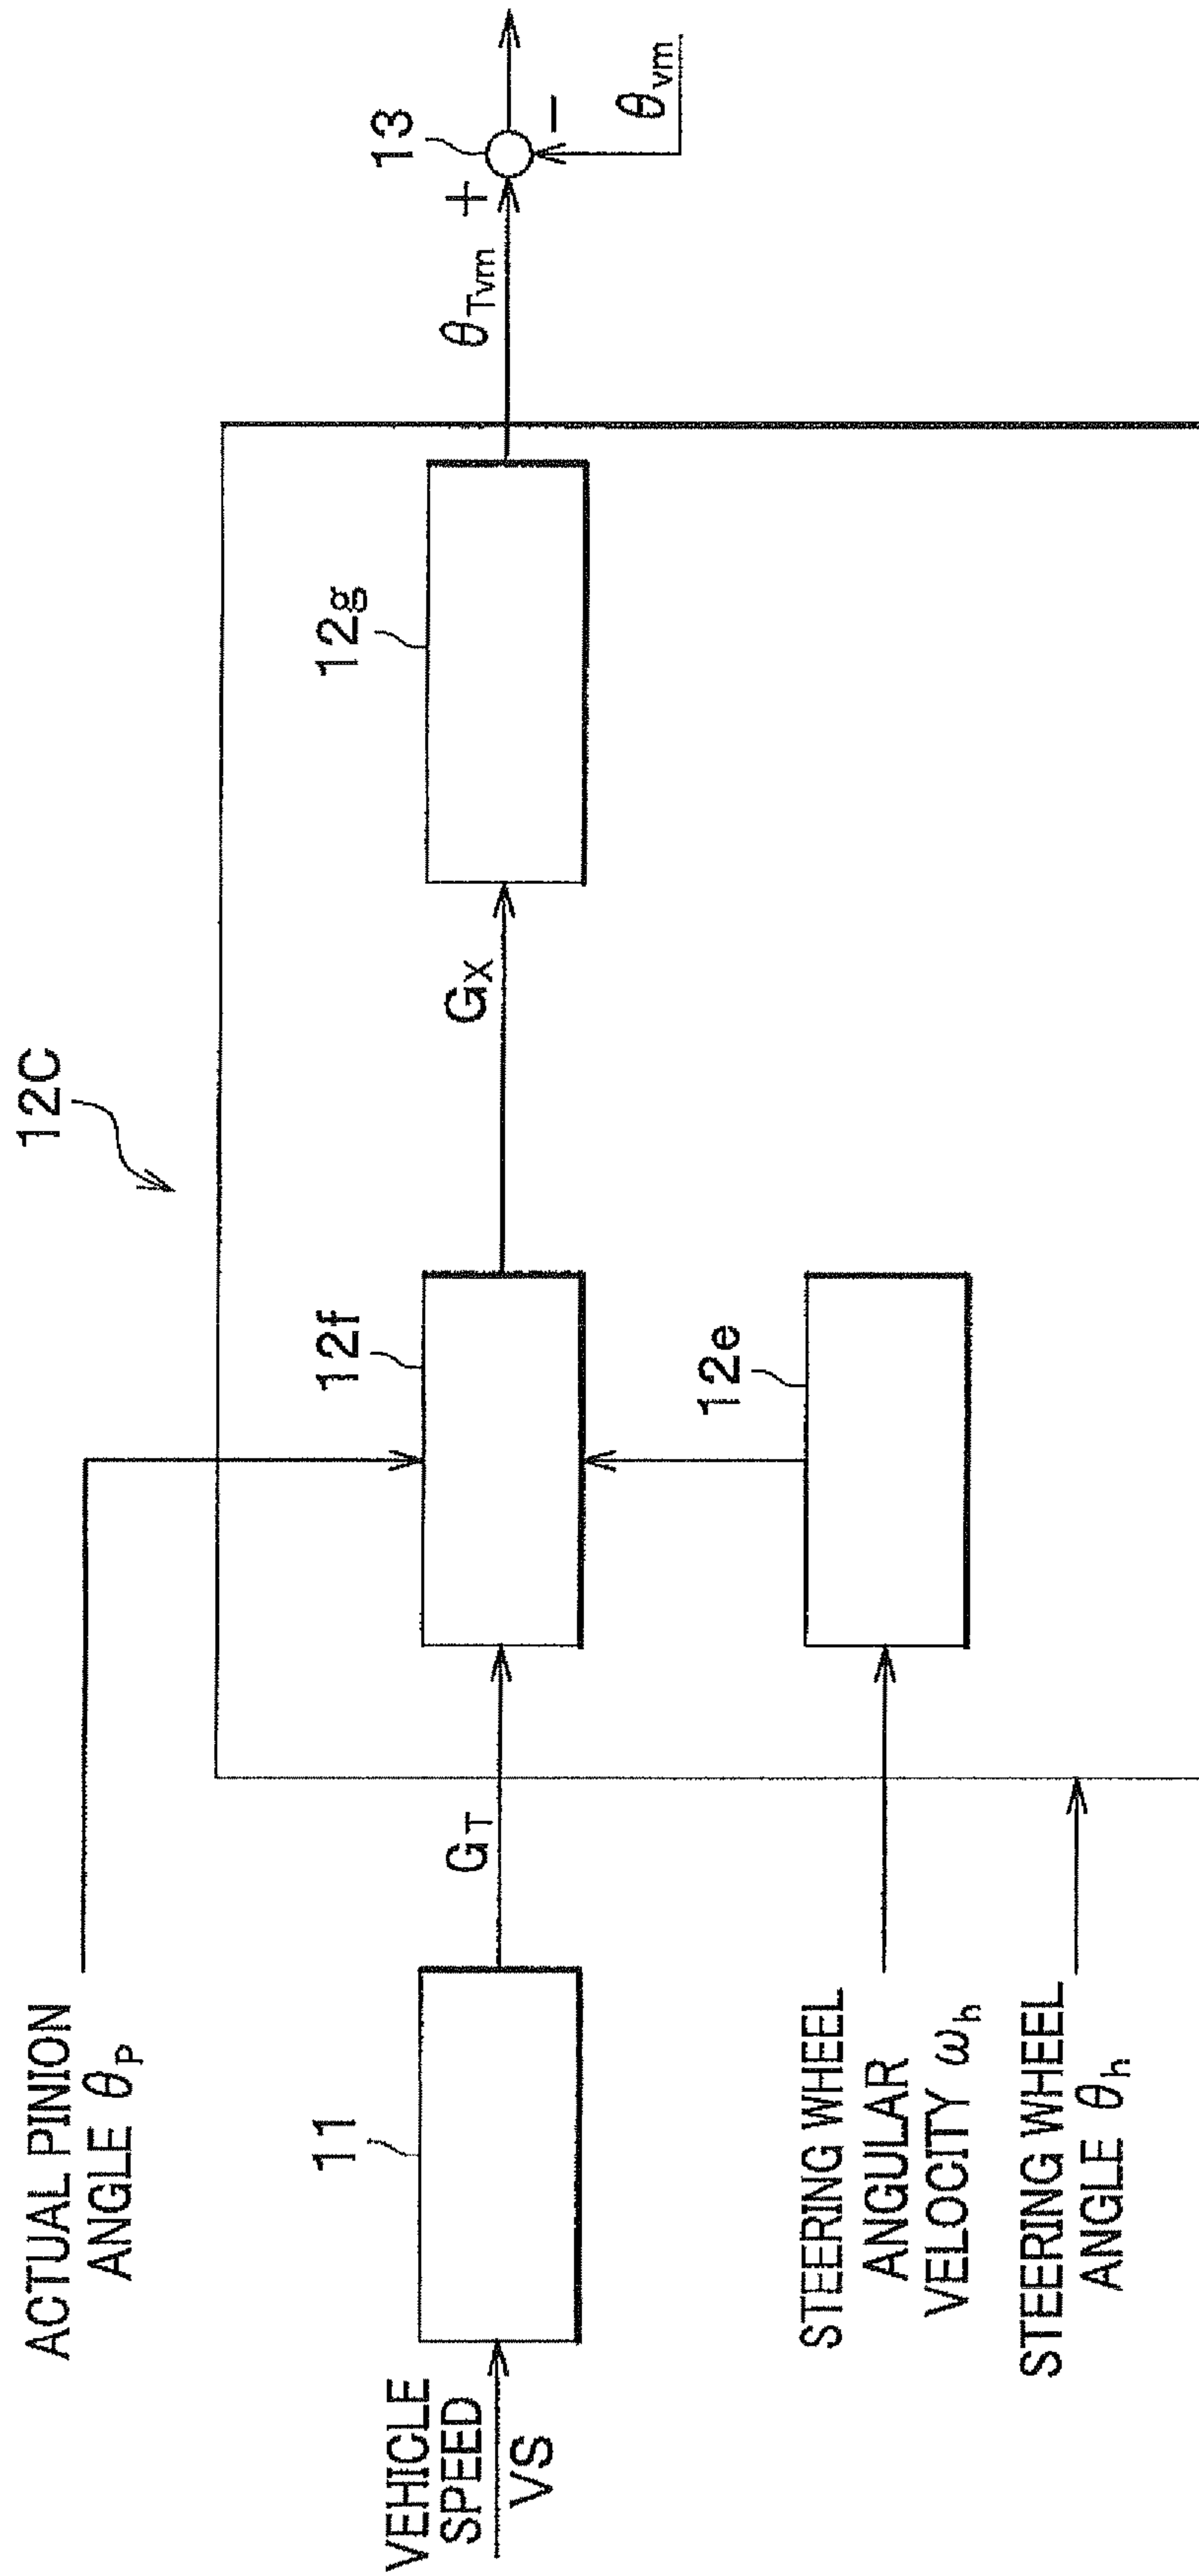 12C
ACTUAL PINION
ANGLE θP
VEHICLE
SPEED
VS
11
GT
12f
GX
12g
θTvm
+
13
−
θvm
12e
STEERING WHEEL
ANGULAR
VELOCITY ωh
STEERING WHEEL
ANGLE θh